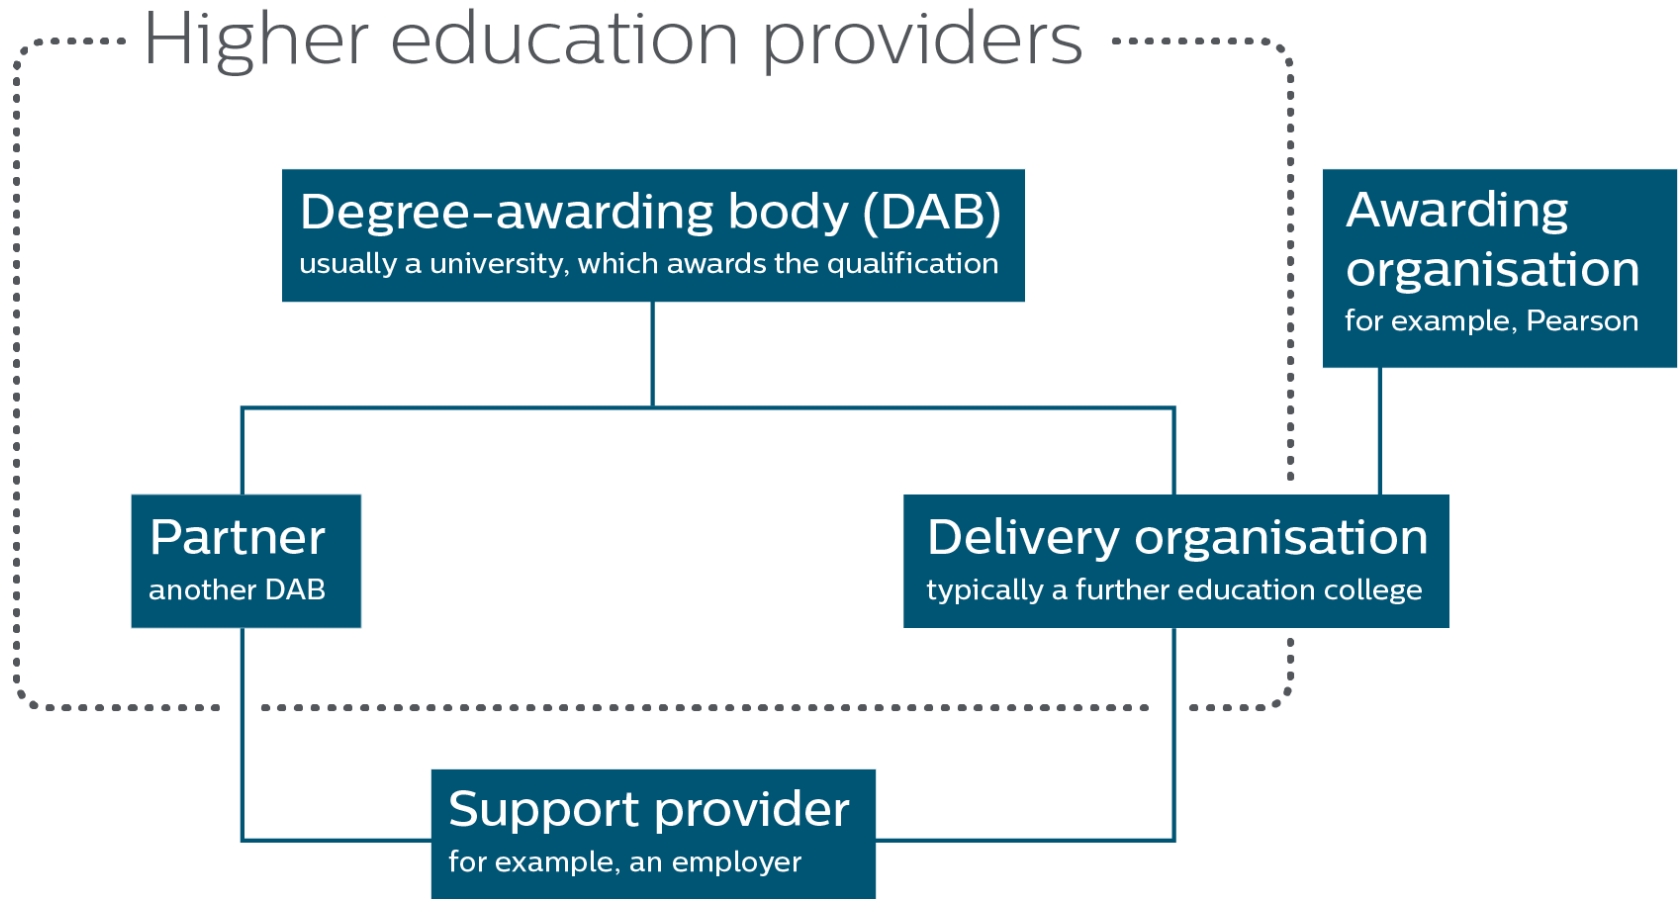 Higher education providers
Degree-awarding body (DAB)
usually a university, which awards the qualification
Awarding
organisation
for example, Pearson
Partner
another DAB
Delivery organisation
typically a further education college
Support provider
for example, an employer